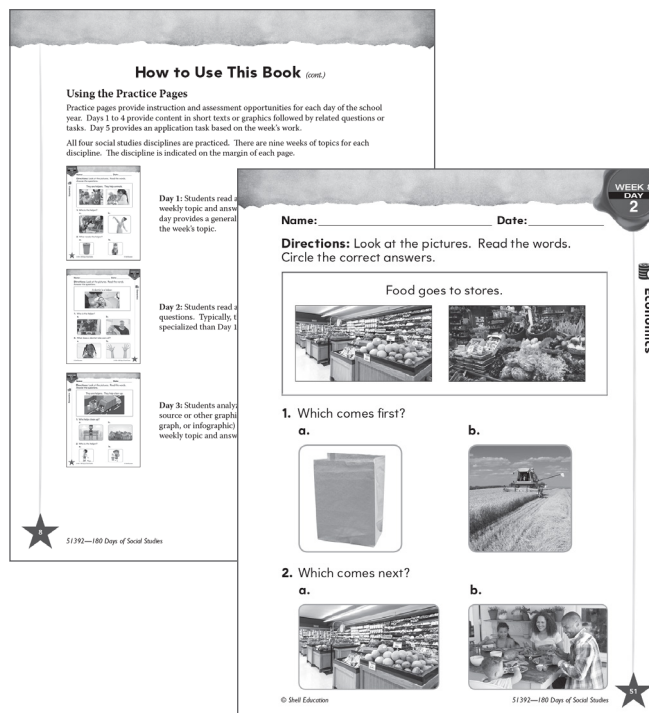 How to Use This Book (cont.)
Using the Practice Pages
Practice pages provide instruction and assessment opportunities for each day of the school
year. Days 1 to 4 provide content in short texts or graphics followed by related questions or
tasks. Day 5 provides an application task based on the week's work.
All four social studies disciplines are practiced. There are nine weeks of topics for each
discipline. The discipline is indicated on the margin of each page.
Day 1: Students read a
weekly topic and answ
day provides a general
the week's topic.
Day 2: Students read a
questions. Typically, t
specialized than Day 1
Day 3: Students analyz
source or other graphi
graph, or infographic)
weekly topic and answ
8
51392—180 Days of Social Studies
WEEK 8
DAY
2
Name: Date:
Directions: Look at the pictures. Read the words.
Circle the correct answers.
Economics
Food goes to stores.
1. Which comes first?
a. b.
2. Which comes next?
a. b.
© Shell Education
51392—180 Days of Social Studies
51